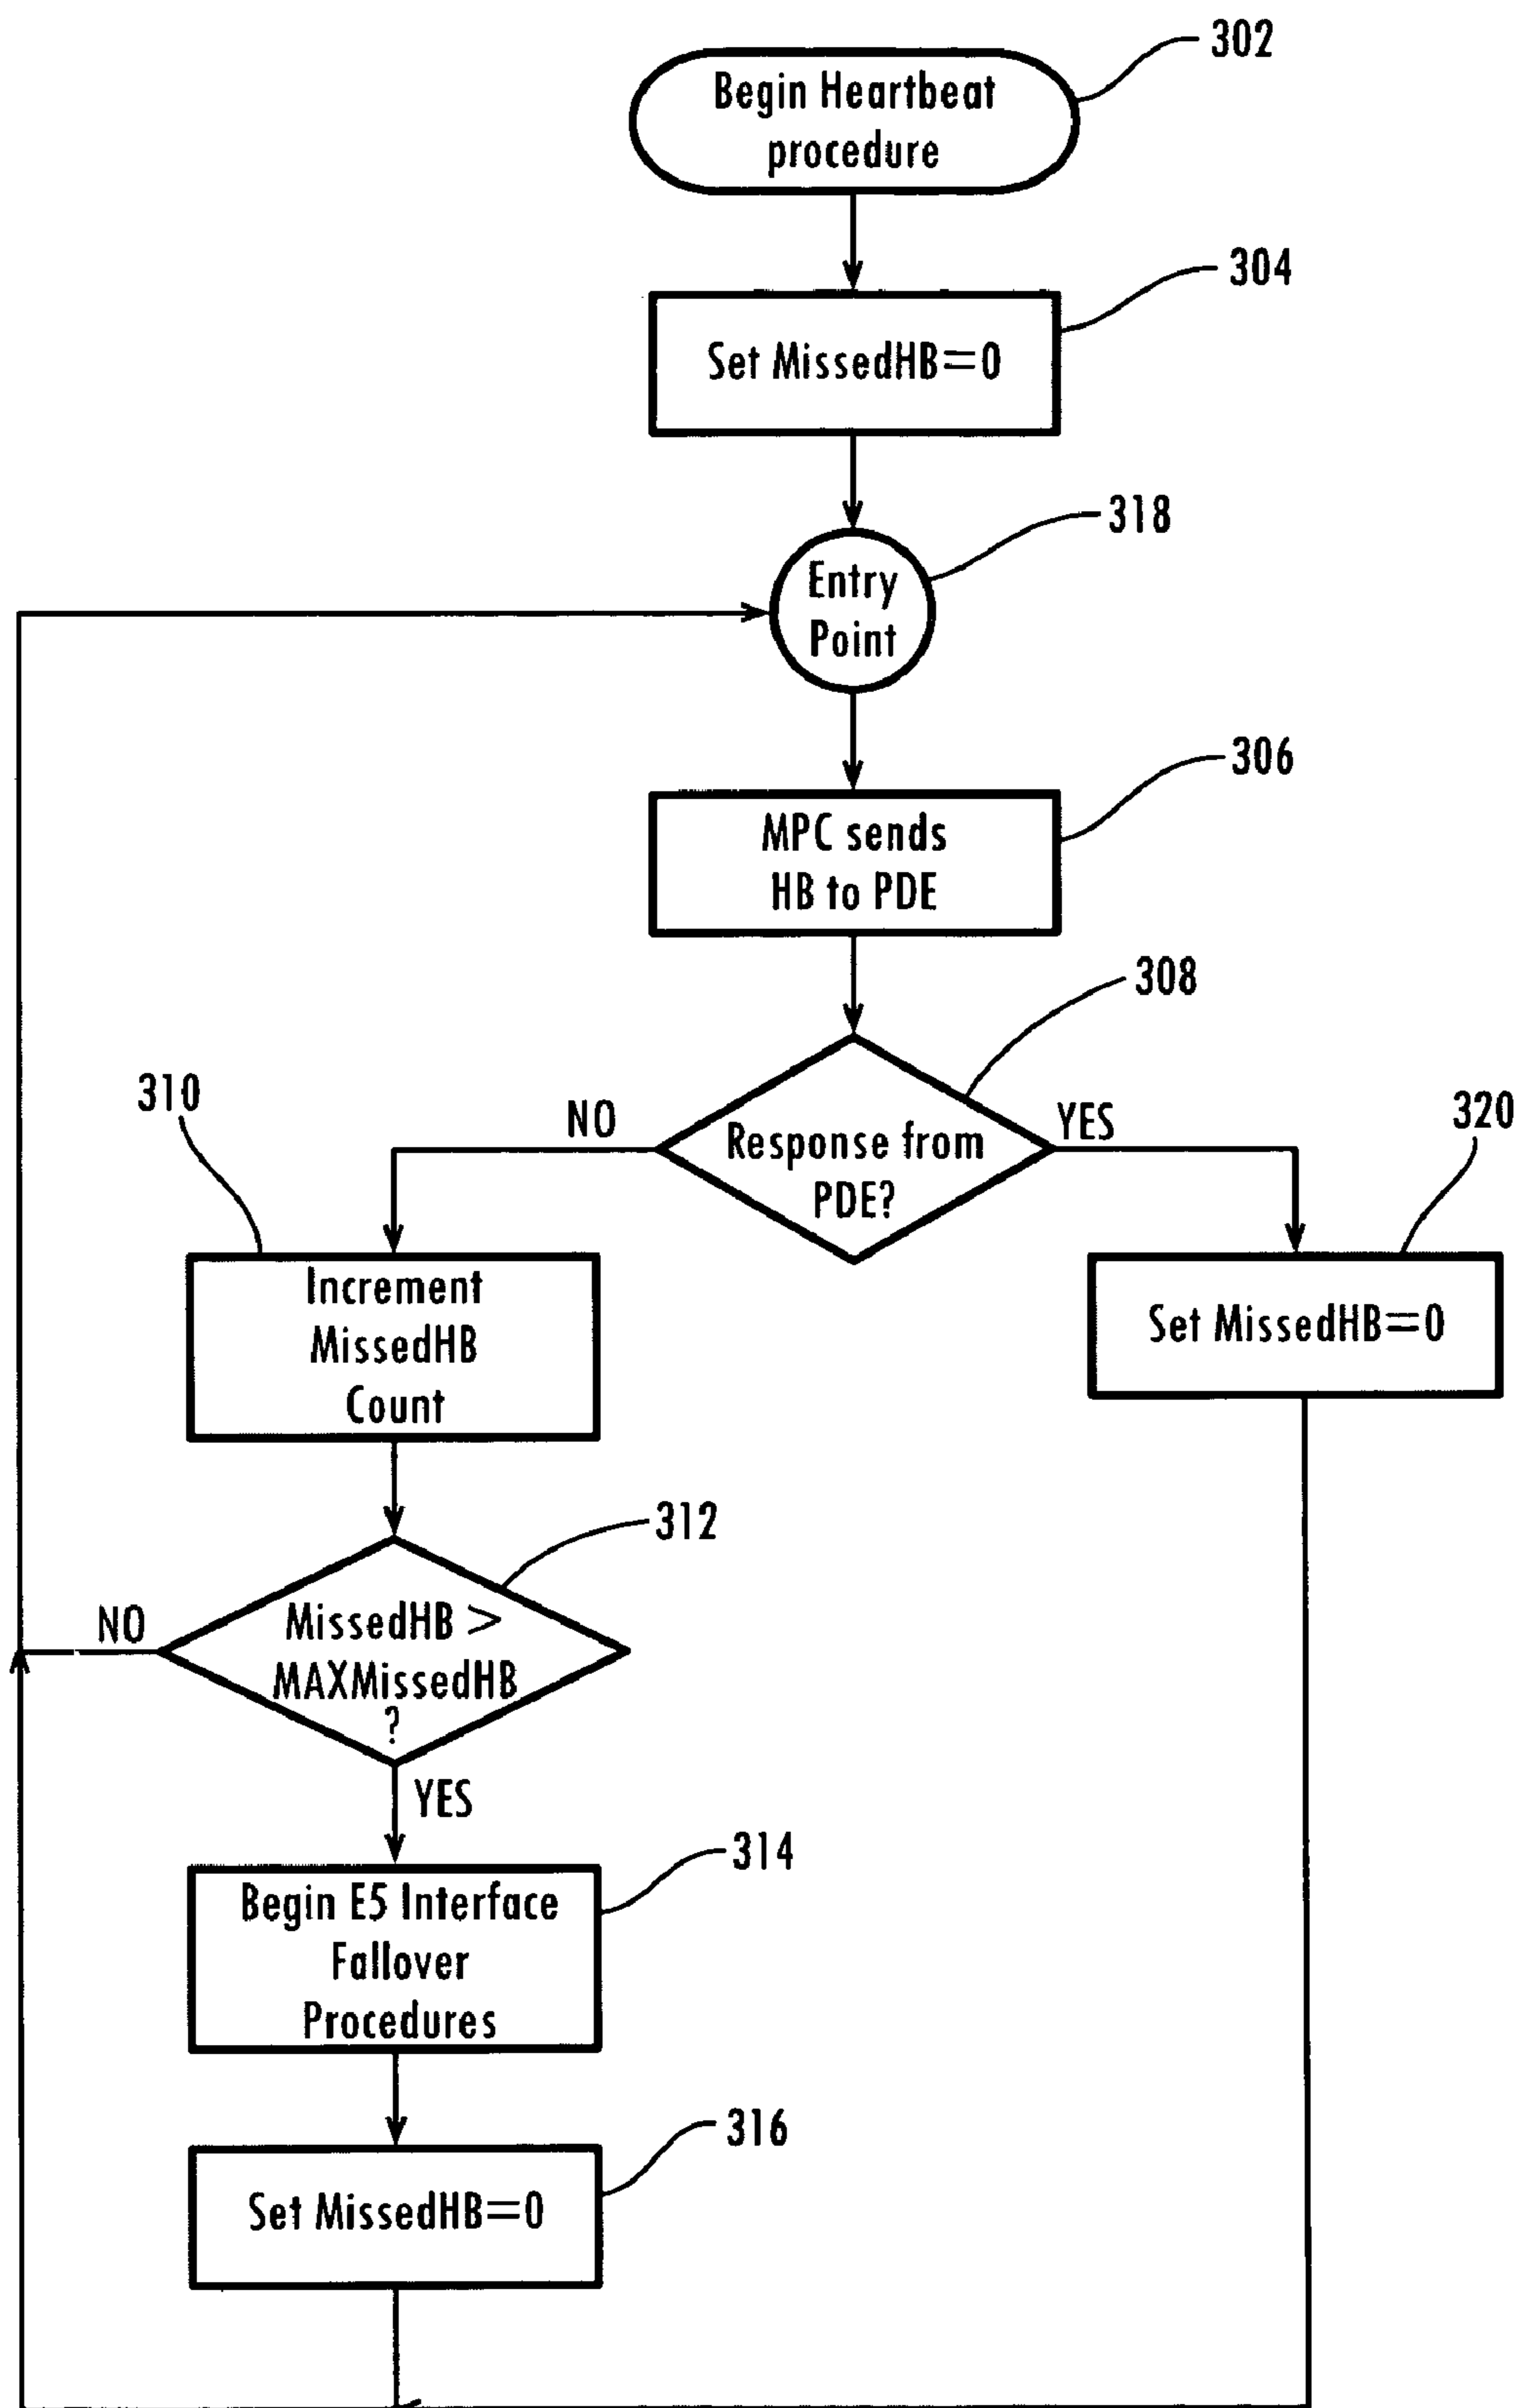 302
Begin Heartbeat
procedure
304
Set MissedHB=0
318
Entry
Point
306
MPC sends
HB to PDE
308
310
NO
YES
320
Response from
PDE?
Increment
MissedHB
Count
Set MissedHB=0
312
NO
MissedHB >
MAXMissedHB
?
YES
314
Begin E5 Interface
Fallover
Procedures
316
Set MissedHB=0